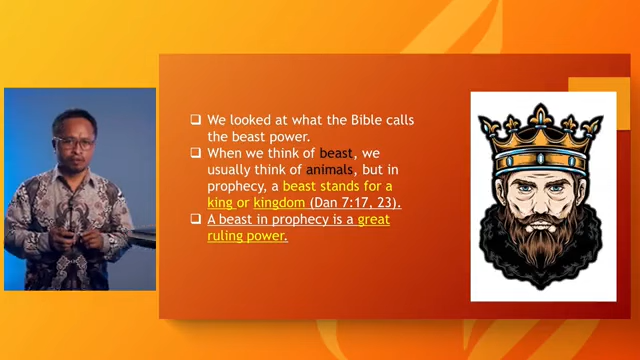 ❑ We looked at what the Bible calls
the beast power.
❑ When we think of beast, we
usually think of animals, but in
prophecy, a beast stands for a
king or kingdom (Dan 7:17, 23).
❑ A beast in prophecy is a great
ruling power.